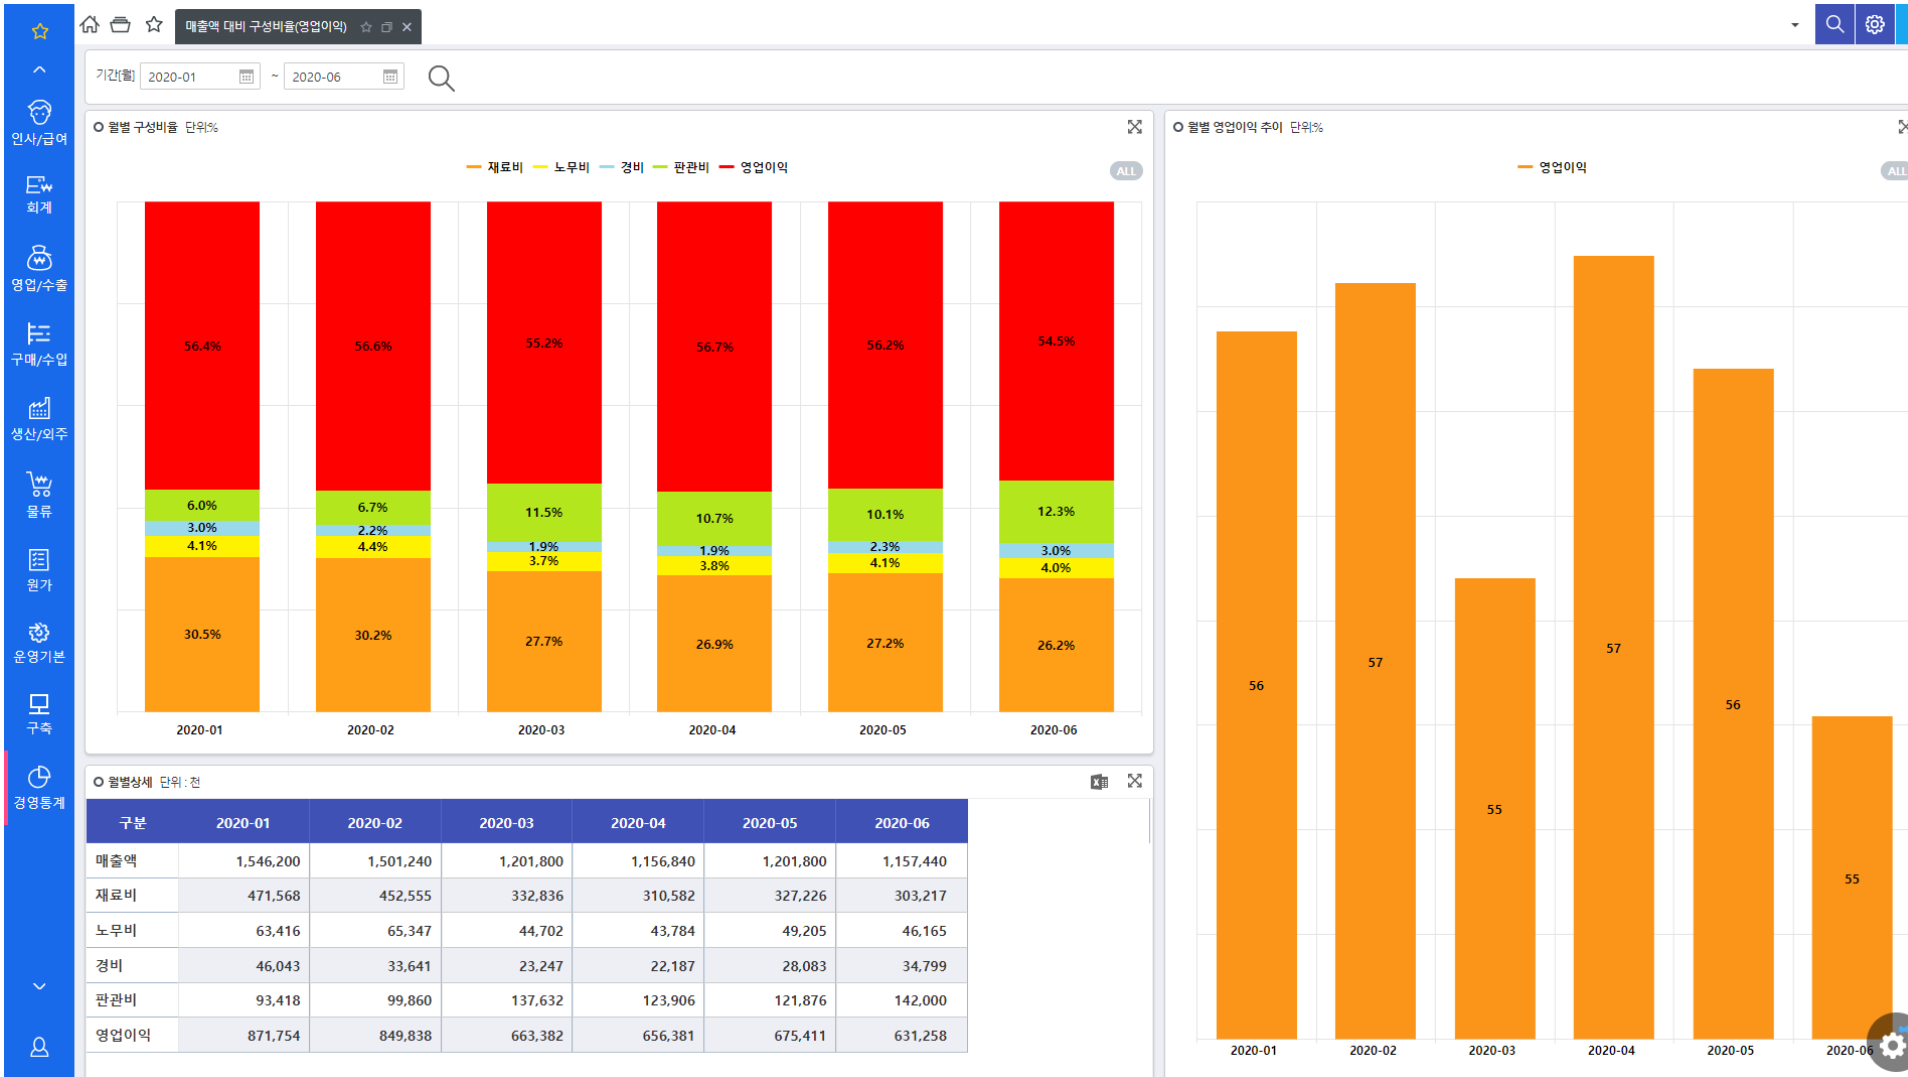 매출액 대비 구성비율(영업이익)
기간[월] 2020-01 ~ 2020-06
인사/급여
회계
영업/수출
구매/수입
생산/외주
물류
원가
운영기본
구축
경영통계
월별 구성비율 단위:%
재료비 노무비 경비 판관비 영업이익
ALL
56.4% 56.6% 55.2% 56.7% 56.2% 54.5%
6.0% 6.7% 11.5% 10.7% 10.1% 12.3%
3.0% 2.2% 1.9% 1.9% 2.3% 3.0%
4.1% 4.4% 3.7% 3.8% 4.1% 4.0%
30.5% 30.2% 27.7% 26.9% 27.2% 26.2%
2020-01 2020-02 2020-03 2020-04 2020-05 2020-06
월별 영업이익 추이 단위:%
영업이익
ALL
56 57 55 57 56 55
2020-01 2020-02 2020-03 2020-04 2020-05 2020-06
월별상세 단위 : 천
구분 2020-01 2020-02 2020-03 2020-04 2020-05 2020-06
매출액 1,546,200 1,501,240 1,201,800 1,156,840 1,201,800 1,157,440
재료비 471,568 452,555 332,836 310,582 327,226 303,217
노무비 63,416 65,347 44,702 43,784 49,205 46,165
경비 46,043 33,641 23,247 22,187 28,083 34,799
판관비 93,418 99,860 137,632 123,906 121,876 142,000
영업이익 871,754 849,838 663,382 656,381 675,411 631,258